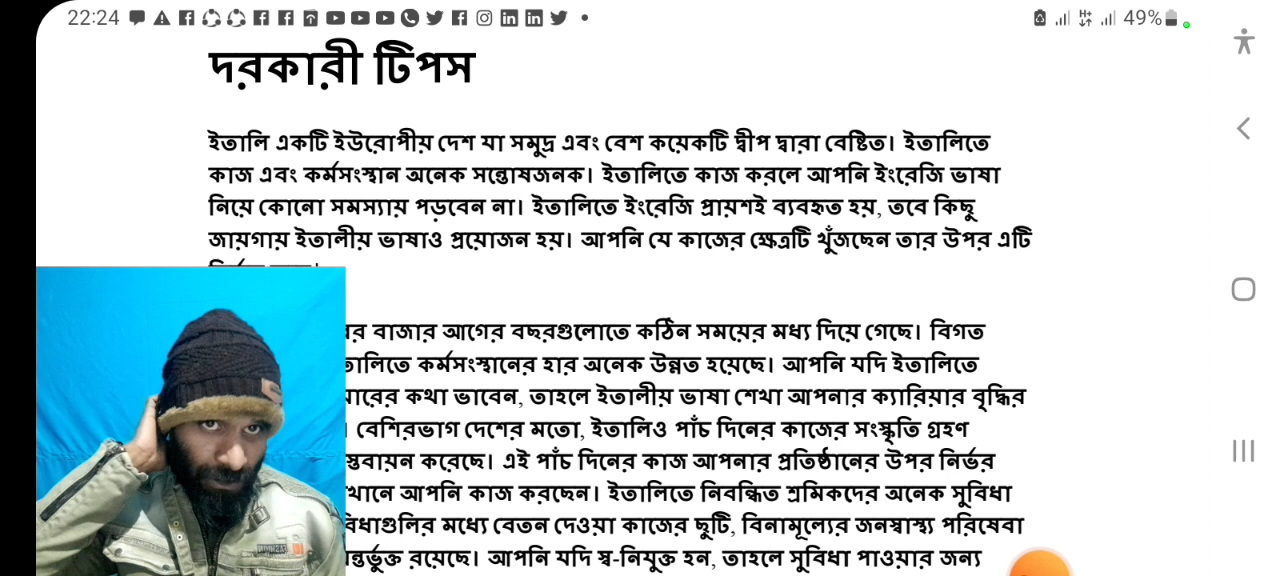 22:24
49%
দরকারী টিপস
ইতালি একটি ইউরোপীয় দেশ যা সমুদ্র এবং বেশ কয়েকটি দ্বীপ দ্বারা বেষ্টিত। ইতালিতে
কাজ এবং কর্মসংস্থান অনেক সন্তোষজনক। ইতালিতে কাজ করলে আপনি ইংরেজি ভাষা
নিয়ে কোনো সমস্যায় পড়বেন না। ইতালিতে ইংরেজি প্রায়শই ব্যবহৃত হয়, তবে কিছু
জায়গায় ইতালীয় ভাষাও প্রয়োজন হয়। আপনি যে কাজের ক্ষেত্রটি খুঁজছেন তার উপর এটি
বাজার আগের বছরগুলোতে কঠিন সময়ের মধ্য দিয়ে গেছে। বিগত
কর্মসংস্থানের হার অনেক উন্নত হয়েছে। আপনি যদি ইতালিতে
কথা ভাবেন, তাহলে ইতালীয় ভাষা শেখা আপনার ক্যারিয়ার বৃদ্ধির
বেশিরভাগ দেশের মতো, ইতালিও পাঁচ দিনের কাজের সংস্কৃতি গ্রহণ
করেছে। এই পাঁচ দিনের কাজ আপনার প্রতিষ্ঠানের উপর নির্ভর
আপনি কাজ করছেন। ইতালিতে নিবন্ধিত শ্রমিকদের অনেক সুবিধা
মধ্যে বেতন দেওয়া কাজের ছুটি, বিনামূল্যের জনস্বাস্থ্য পরিষেবা
রয়েছে। আপনি যদি স্ব-নিযুক্ত হন, তাহলে সুবিধা পাওয়ার জন্য